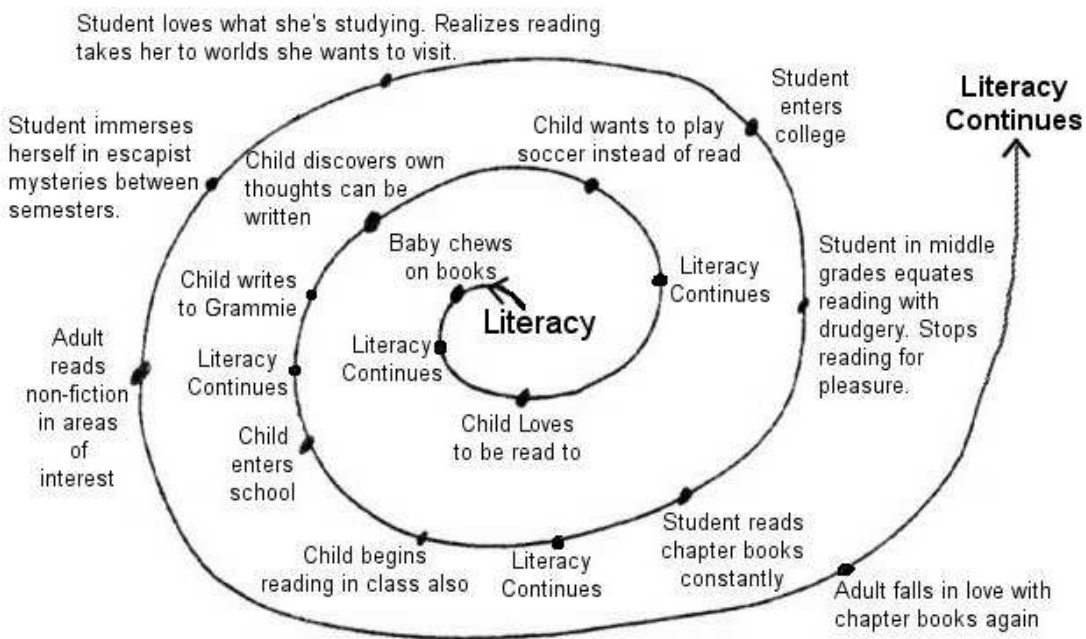 Student loves what she's studying. Realizes reading
takes her to worlds she wants to visit.
Student
enters
college
Literacy
Continues
Student immerses
herself in escapist
mysteries between
semesters.
Child discovers own
thoughts can be
written
Child wants to play
soccer instead of read
Baby chews
on books
Child writes
to Grammie
Literacy
Continues
Student in middle
grades equates
reading with
drudgery. Stops
reading for
pleasure.
Literacy
Adult
reads
non-fiction
in areas
of
interest
Literacy
Continues
Literacy
Continues
Child Loves
to be read to
Child
enters
school
Child begins
reading in class also
Literacy
Continues
Student reads
chapter books
constantly
Adult falls in love with
chapter books again